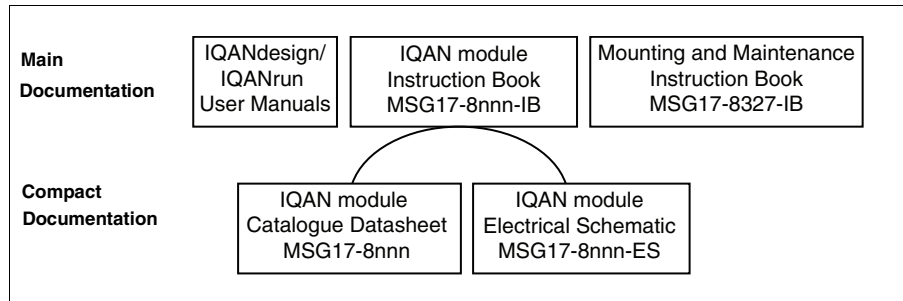 Main
Documentation
IQANdesign/
IQANrun
User Manuals
IQAN module
Instruction Book
MSG17-8nnn-IB
Mounting and Maintenance
Instruction Book
MSG17-8327-IB
Compact
Documentation
IQAN module
Catalogue Datasheet
MSG17-8nnn
IQAN module
Electrical Schematic
MSG17-8nnn-ES